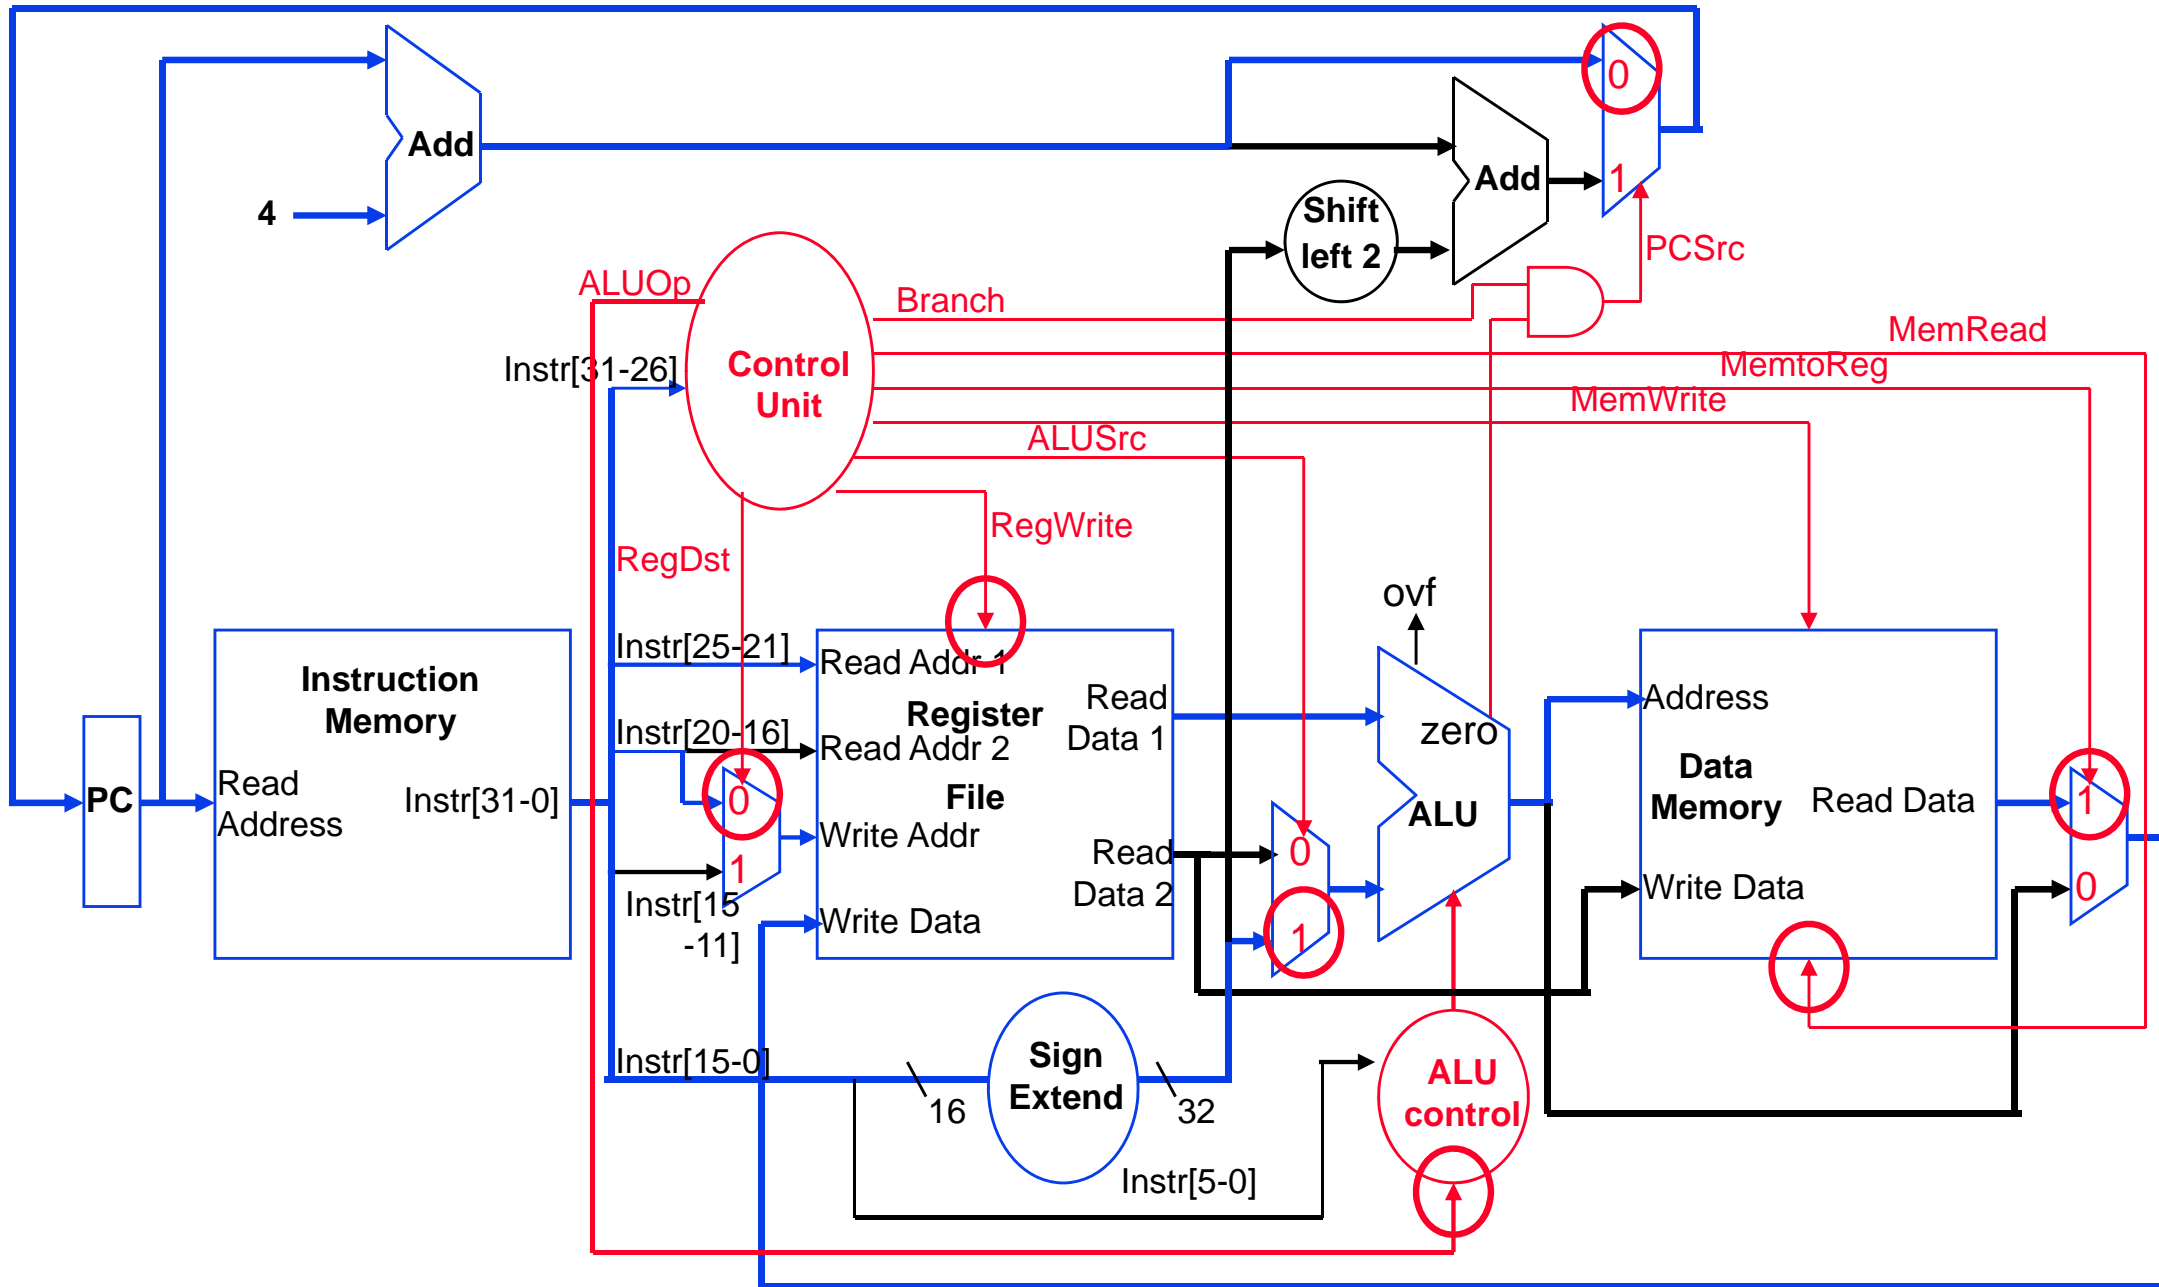 0
Add
Add
1
4
Shift
left 2
PCSrc
ALUOp
Branch
MemRead
Instr[31-26]
Control
Unit
MemtoReg
MemWrite
ALUSrc
RegWrite
RegDst
ovf
Instr[25-21]
Read Addr 1
Instruction
Memory
Register
Read
Data 1
Address
zero
Instr[20-16]
Read Addr 2
Data
Memory
PC
Read
Address
Instr[31-0]
0
File
ALU
Read Data
1
Write Addr
Read
Data 2
0
1
Instr[15
-11]
Write Data
1
Write Data
0
Instr[15-0]
Sign
Extend
16
32
ALU
control
Instr[5-0]